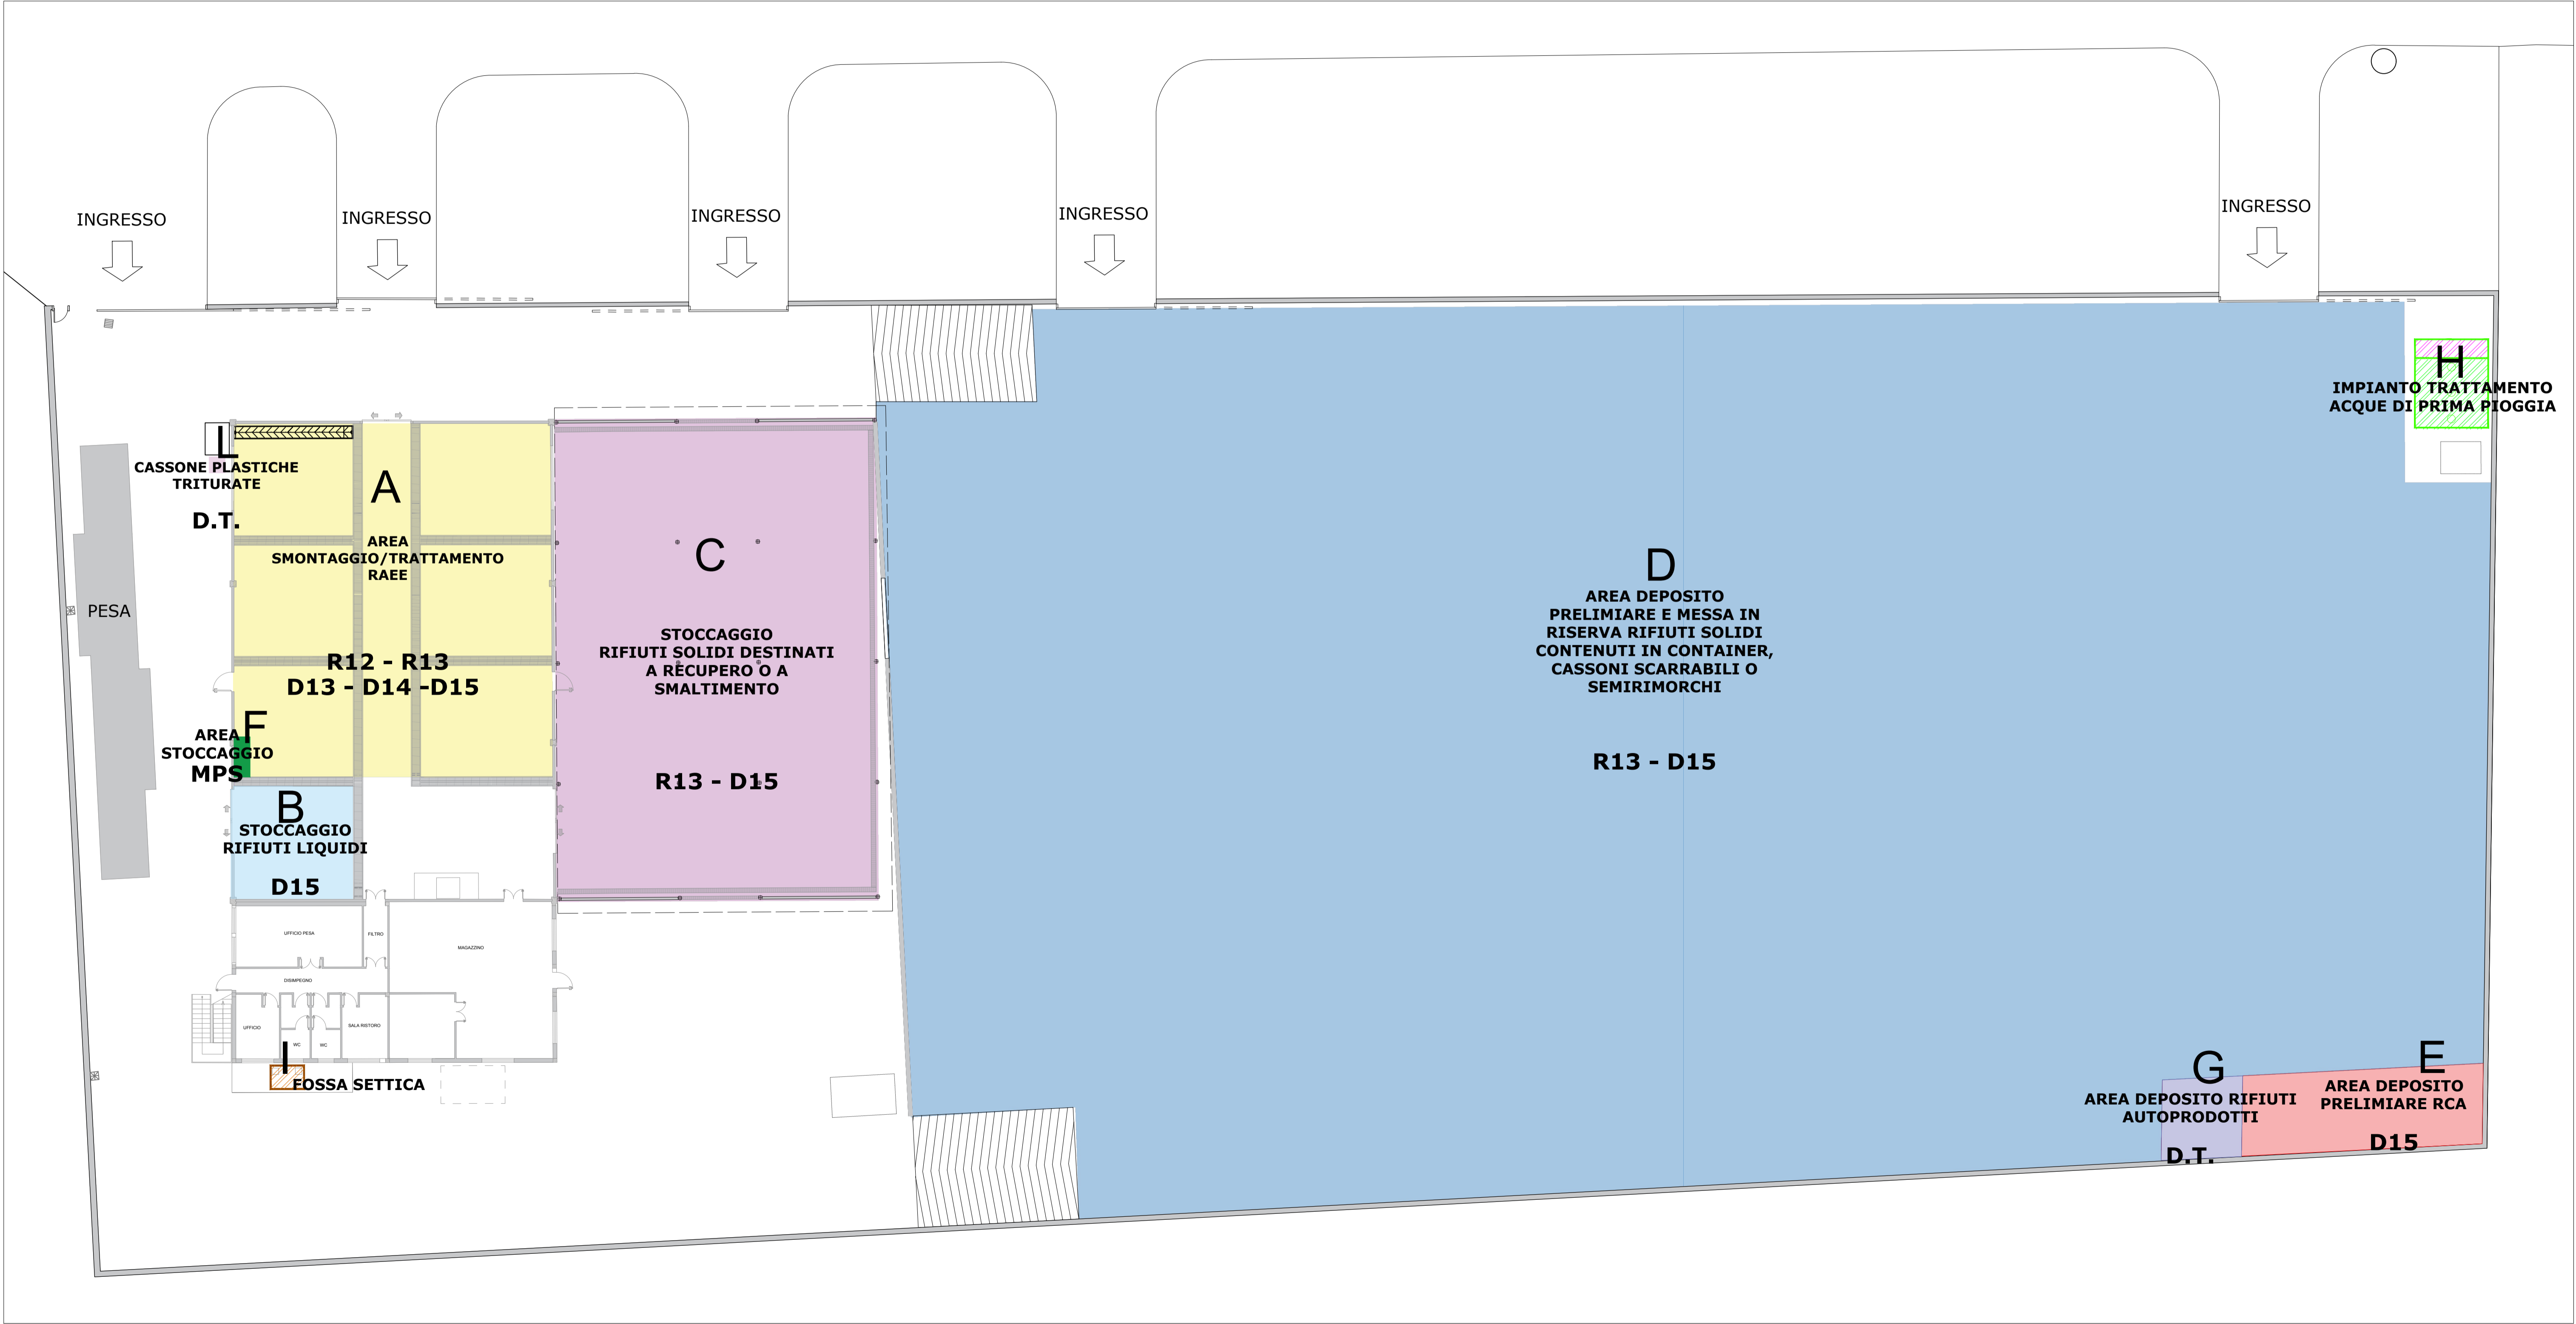 INGRESSO
INGRESSO
INGRESSO
INGRESSO
INGRESSO
H
IMPIANTO TRATTAMENTO
ACQUE DI PRIMA PIOGGIA
L
CASSONE PLASTICHE
TRITURATE
D.T.
A
AREA
SMONTAGGIO/TRATTAMENTO
RAEE
R12 - R13
D13 - D14 -D15
C
STOCCAGGIO
RIFIUTI SOLIDI DESTINATI
A RECUPERO O A
SMALTIMENTO
R13 - D15
D
AREA DEPOSITO
PRELIMIARE E MESSA IN
RISERVA RIFIUTI SOLIDI
CONTENUTI IN CONTAINER,
CASSONI SCARRABILI O
SEMIRIMORCHI
R13 - D15
PESA
F
AREA
STOCCAGGIO
MPS
B
STOCCAGGIO
RIFIUTI LIQUIDI
D15
UFFICIO PESA
FILTRO
MAGAZZINO
DISIMPEGNO
UFFICIO
WC
WC
SALA RISTORO
I
FOSSA SETTICA
G
AREA DEPOSITO RIFIUTI
AUTOPRODOTTI
D.T.
E
AREA DEPOSITO
PRELIMIARE RCA
D15